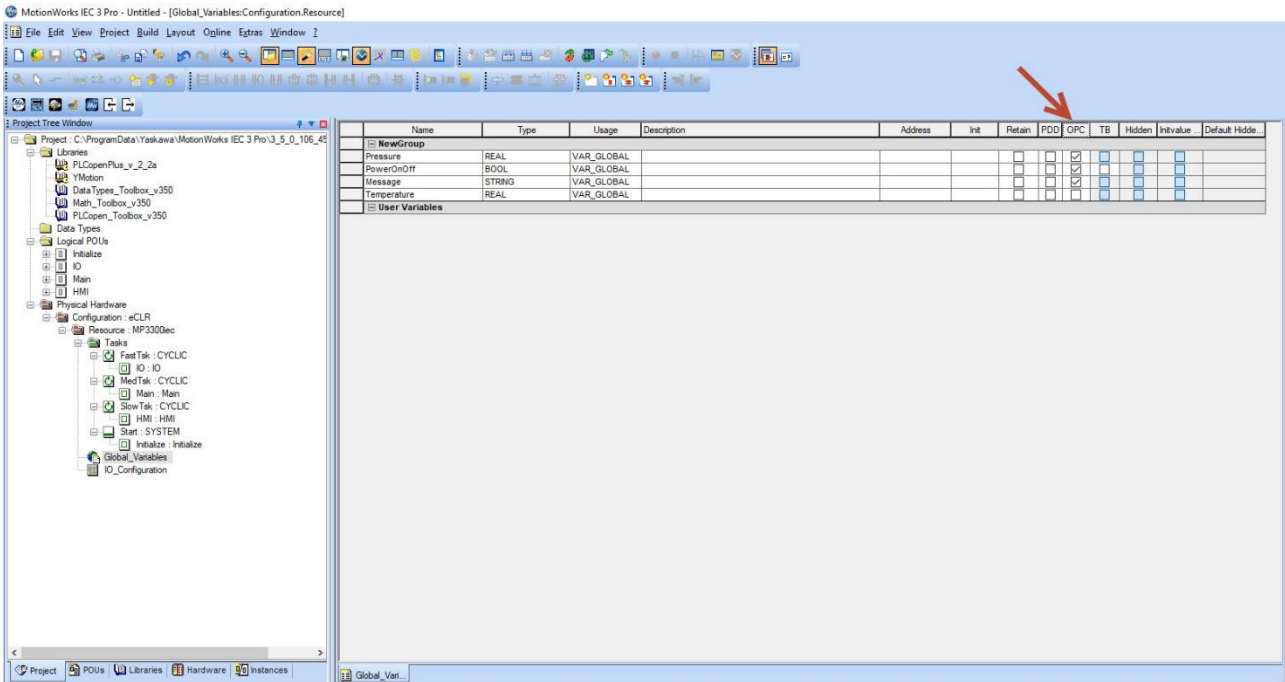 MotionWorks IEC 3 Pro - Untitled - [Global_Variables:Configuration.Resource]
File Edit View Project Build Layout Online Extras Window ?
Project Tree Window
Project : C:\ProgramData\Yaskawa\MotionWorks IEC 3 Pro\3_5_0_106_45
Libraries
PLCopenPlus_v_2_2a
YMotion
DataTypes_Toolbox_v350
Math_Toolbox_v350
PLCopen_Toolbox_v350
Data Types
Logical POUs
Initialize
IO
Main
HMI
Physical Hardware
Configuration : eCLR
Resource : MP3300iec
Tasks
FastTsk : CYCLIC
IO : IO
MedTsk : CYCLIC
Main : Main
SlowTsk : CYCLIC
HMI : HMI
Start : SYSTEM
Initialize : Initialize
Global_Variables
IO_Configuration
Project POUs Libraries Hardware Instances
Name Type Usage Description Address Init Retain PDD OPC TB Hidden Initvalue ... Default Hidde...
NewGroup
Pressure REAL VAR_GLOBAL
PowerOnOff BOOL VAR_GLOBAL
Message STRING VAR_GLOBAL
Temperature REAL VAR_GLOBAL
User Variables
Global_Vari...